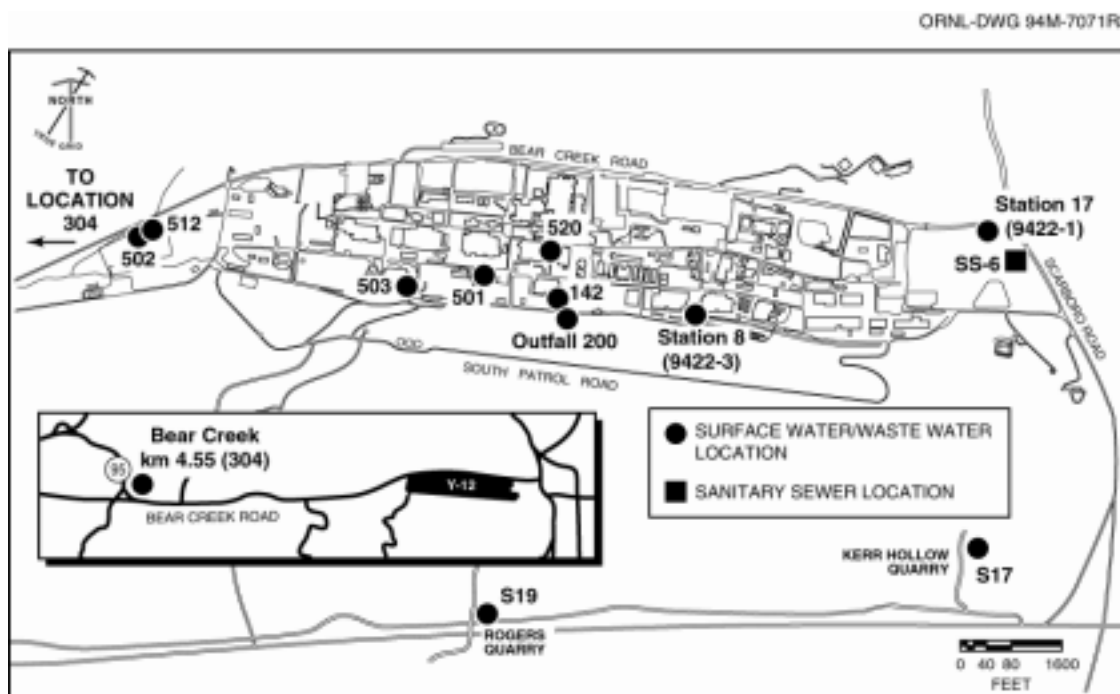 ORNL-DWG 94M-7071R
NORTH
TRUE GRID
BEAR CREEK ROAD
TO
LOCATION
304
512
502
520
503
501
142
Outfall 200
Station 8
(9422-3)
Station 17
(9422-1)
SS-6
SCARBORO ROAD
SOUTH PATROL ROAD
Bear Creek
km 4.55 (304)
95
Y-12
BEAR CREEK ROAD
SURFACE WATER/WASTE WATER
LOCATION
SANITARY SEWER LOCATION
KERR HOLLOW
QUARRY
S17
S19
ROGERS
QUARRY
0 40 80 1600
FEET